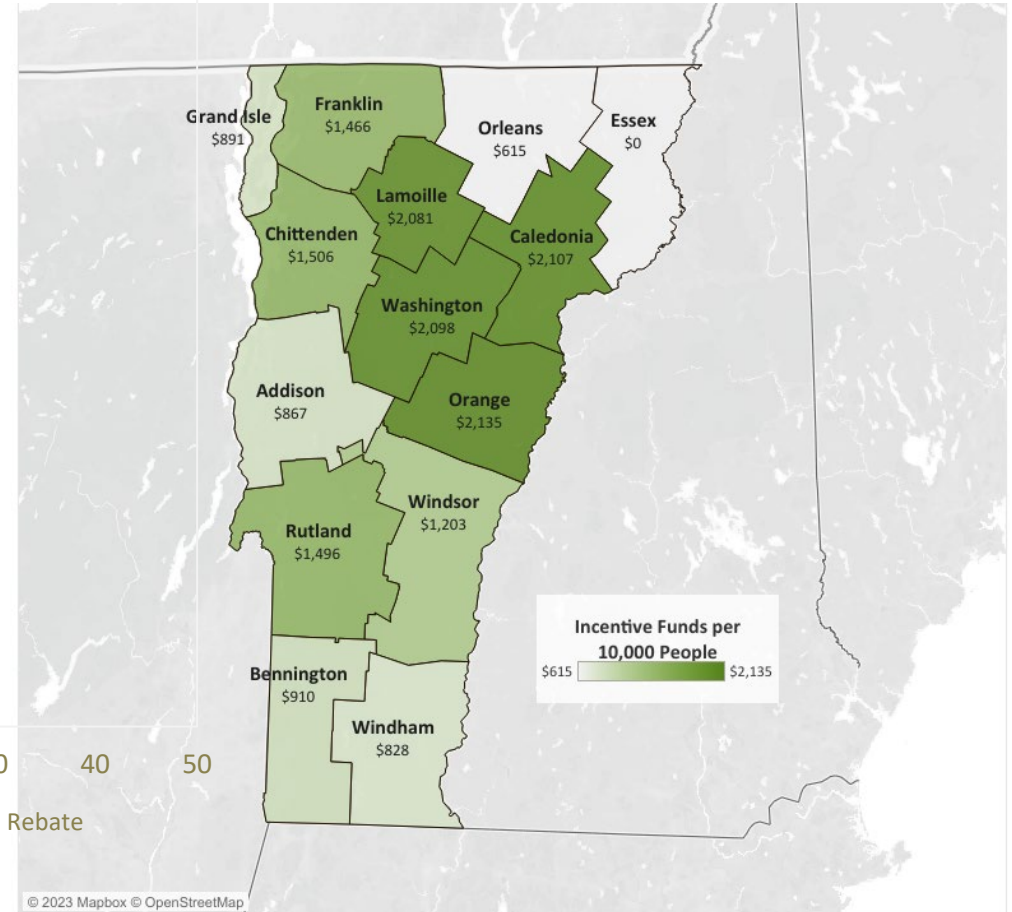 Grand Isle
$891
Franklin
$1,466
Orleans
$615
Essex
$0
Lamoille
$2,081
Chittenden
$1,506
Caledonia
$2,107
Washington
$2,098
Addison
$867
Orange
$2,135
Windsor
$1,203
Rutland
$1,496
Incentive Funds per
10,000 People
$615 $2,135
Bennington
$910
Windham
$828
0 40 50
Rebate
© 2023 Mapbox © OpenStreetMap